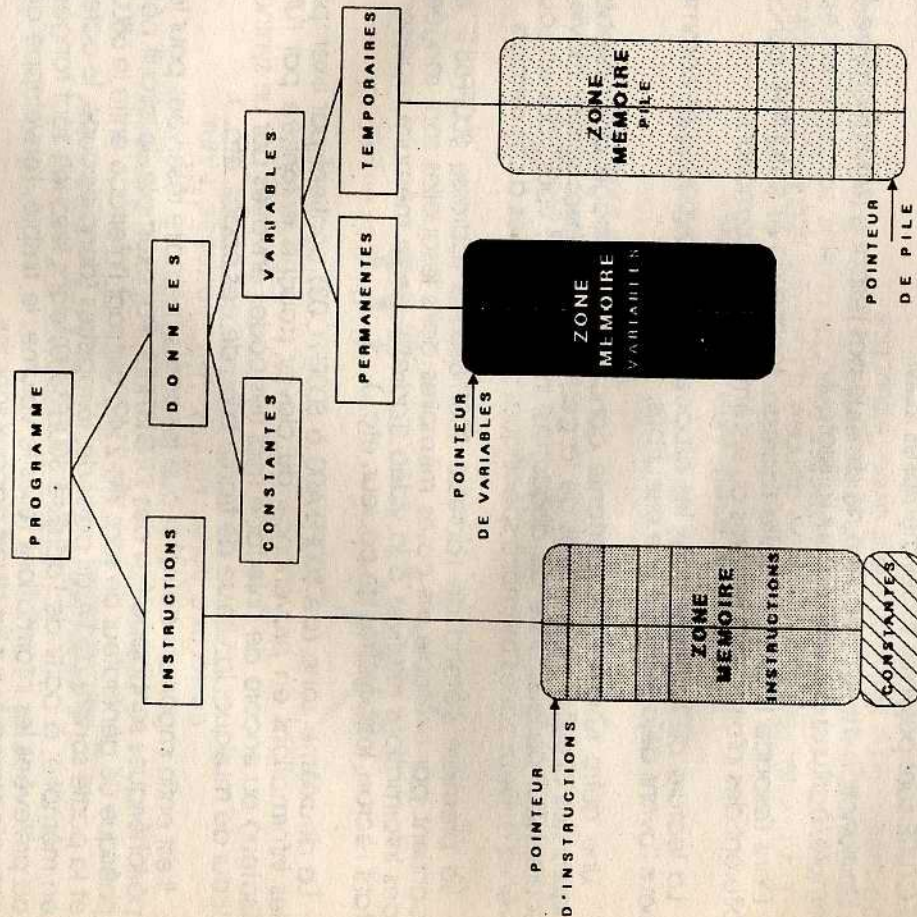 PROGRAMME
INSTRUCTIONS
DONNEES
CONSTANTES
VARIABLES
PERMANENTES
TEMPORAIRES
POINTEUR
D'INSTRUCTIONS
ZONE
MEMOIRE
INSTRUCTIONS
CONSTANTES
POINTEUR
DE VARIABLES
ZONE
MEMOIRE
VARIABLES
ZONE
MEMOIRE
PILE
POINTEUR
DE PILE